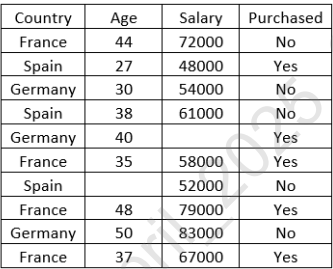 Country Age Salary Purchased
France 44 72000 No
Spain 27 48000 Yes
Germany 30 54000 No
Spain 38 61000 No
Germany 40 Yes
France 35 58000 Yes
Spain 52000 No
France 48 79000 Yes
Germany 50 83000 No
France 37 67000 Yes